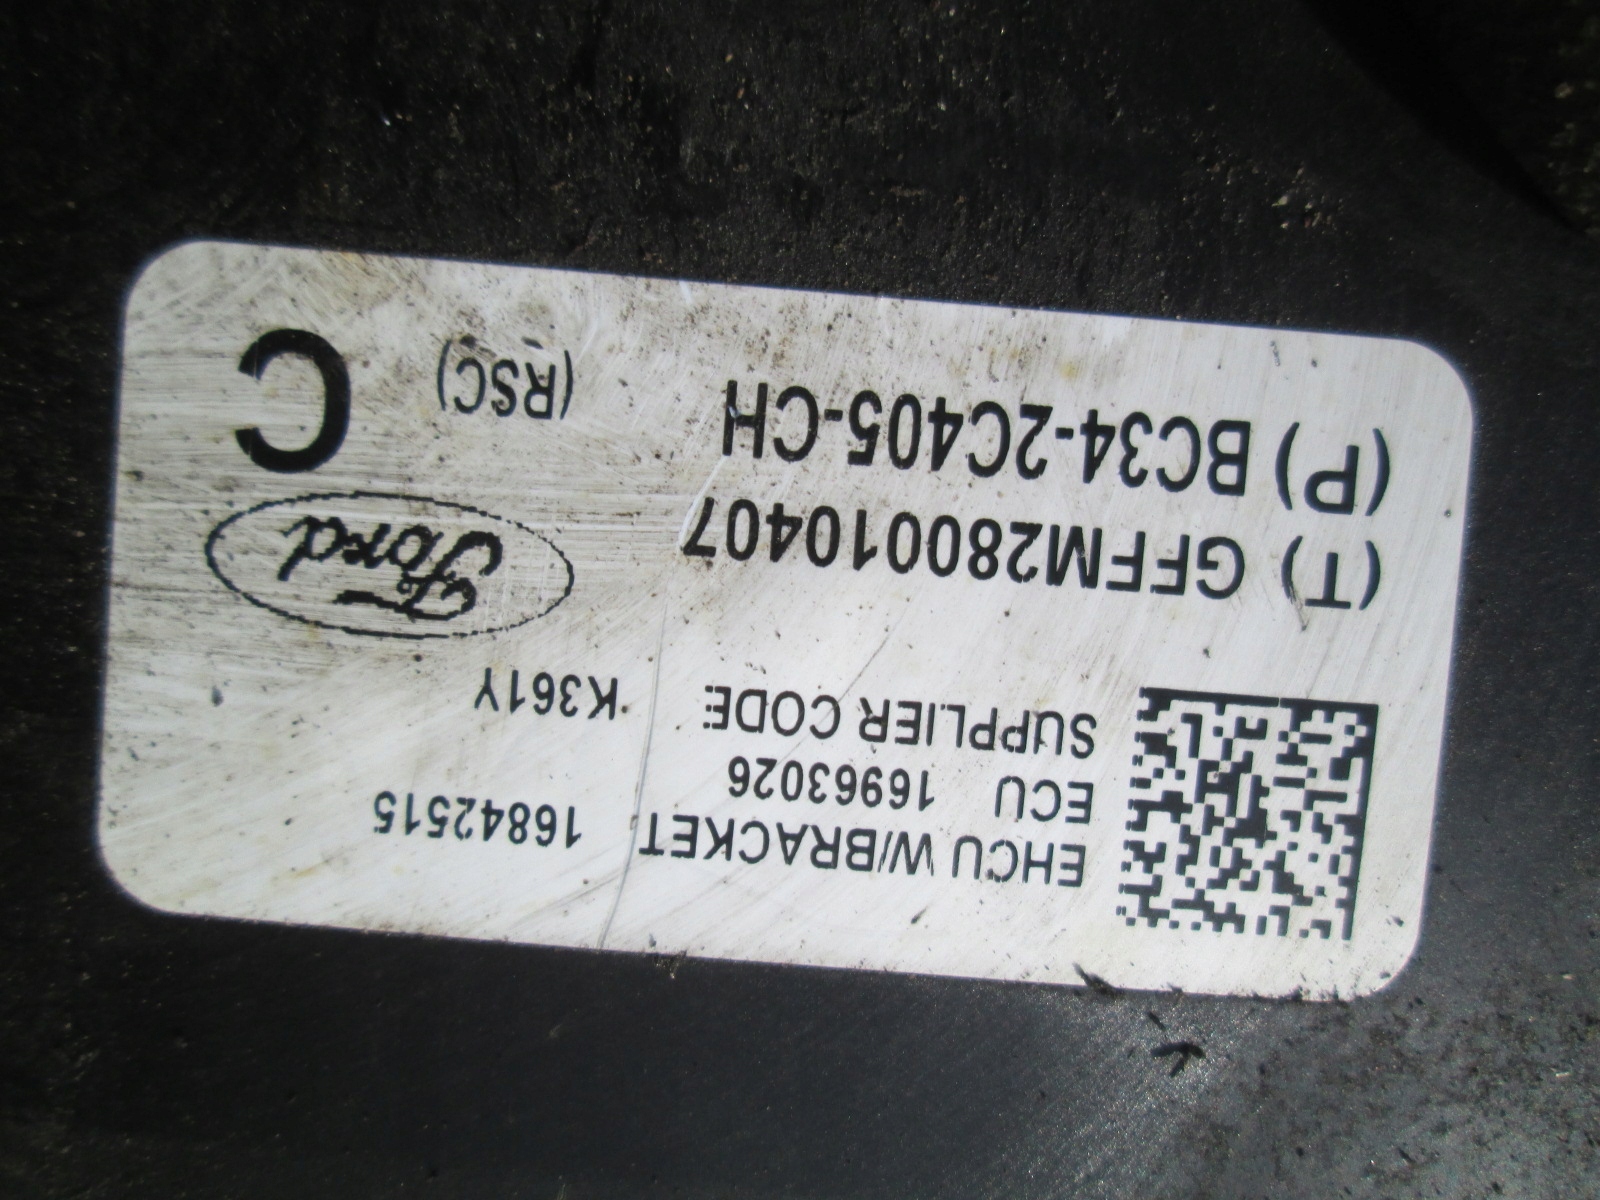 EHCU W/BRACKET 16842515
ECU 16963026
SUPPLIER CODE: K361Y
(T) GFFM280010407
Ford
(P) BC34-2C405-CH (RSC) C